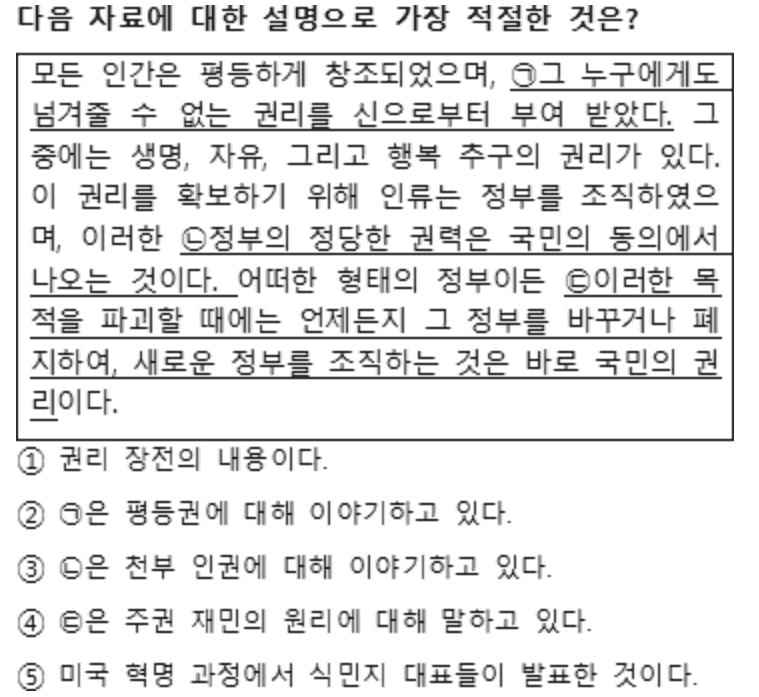 다음 자료에 대한 설명으로 가장 적절한 것은?
모든 인간은 평등하게 창조되었으며, ㉠그 누구에게도
넘겨줄 수 없는 권리를 신으로부터 부여 받았다. 그
중에는 생명, 자유, 그리고 행복 추구의 권리가 있다.
이 권리를 확보하기 위해 인류는 정부를 조직하였으
며, 이러한 ㉡정부의 정당한 권력은 국민의 동의에서
나오는 것이다. 어떠한 형태의 정부이든 ㉢이러한 목
적을 파괴할 때에는 언제든지 그 정부를 바꾸거나 폐
지하여, 새로운 정부를 조직하는 것은 바로 국민의 권
리이다.
① 권리 장전의 내용이다.
② ㉠은 평등권에 대해 이야기하고 있다.
③ ㉡은 천부 인권에 대해 이야기하고 있다.
④ ㉢은 주권 재민의 원리에 대해 말하고 있다.
⑤ 미국 혁명 과정에서 식민지 대표들이 발표한 것이다.